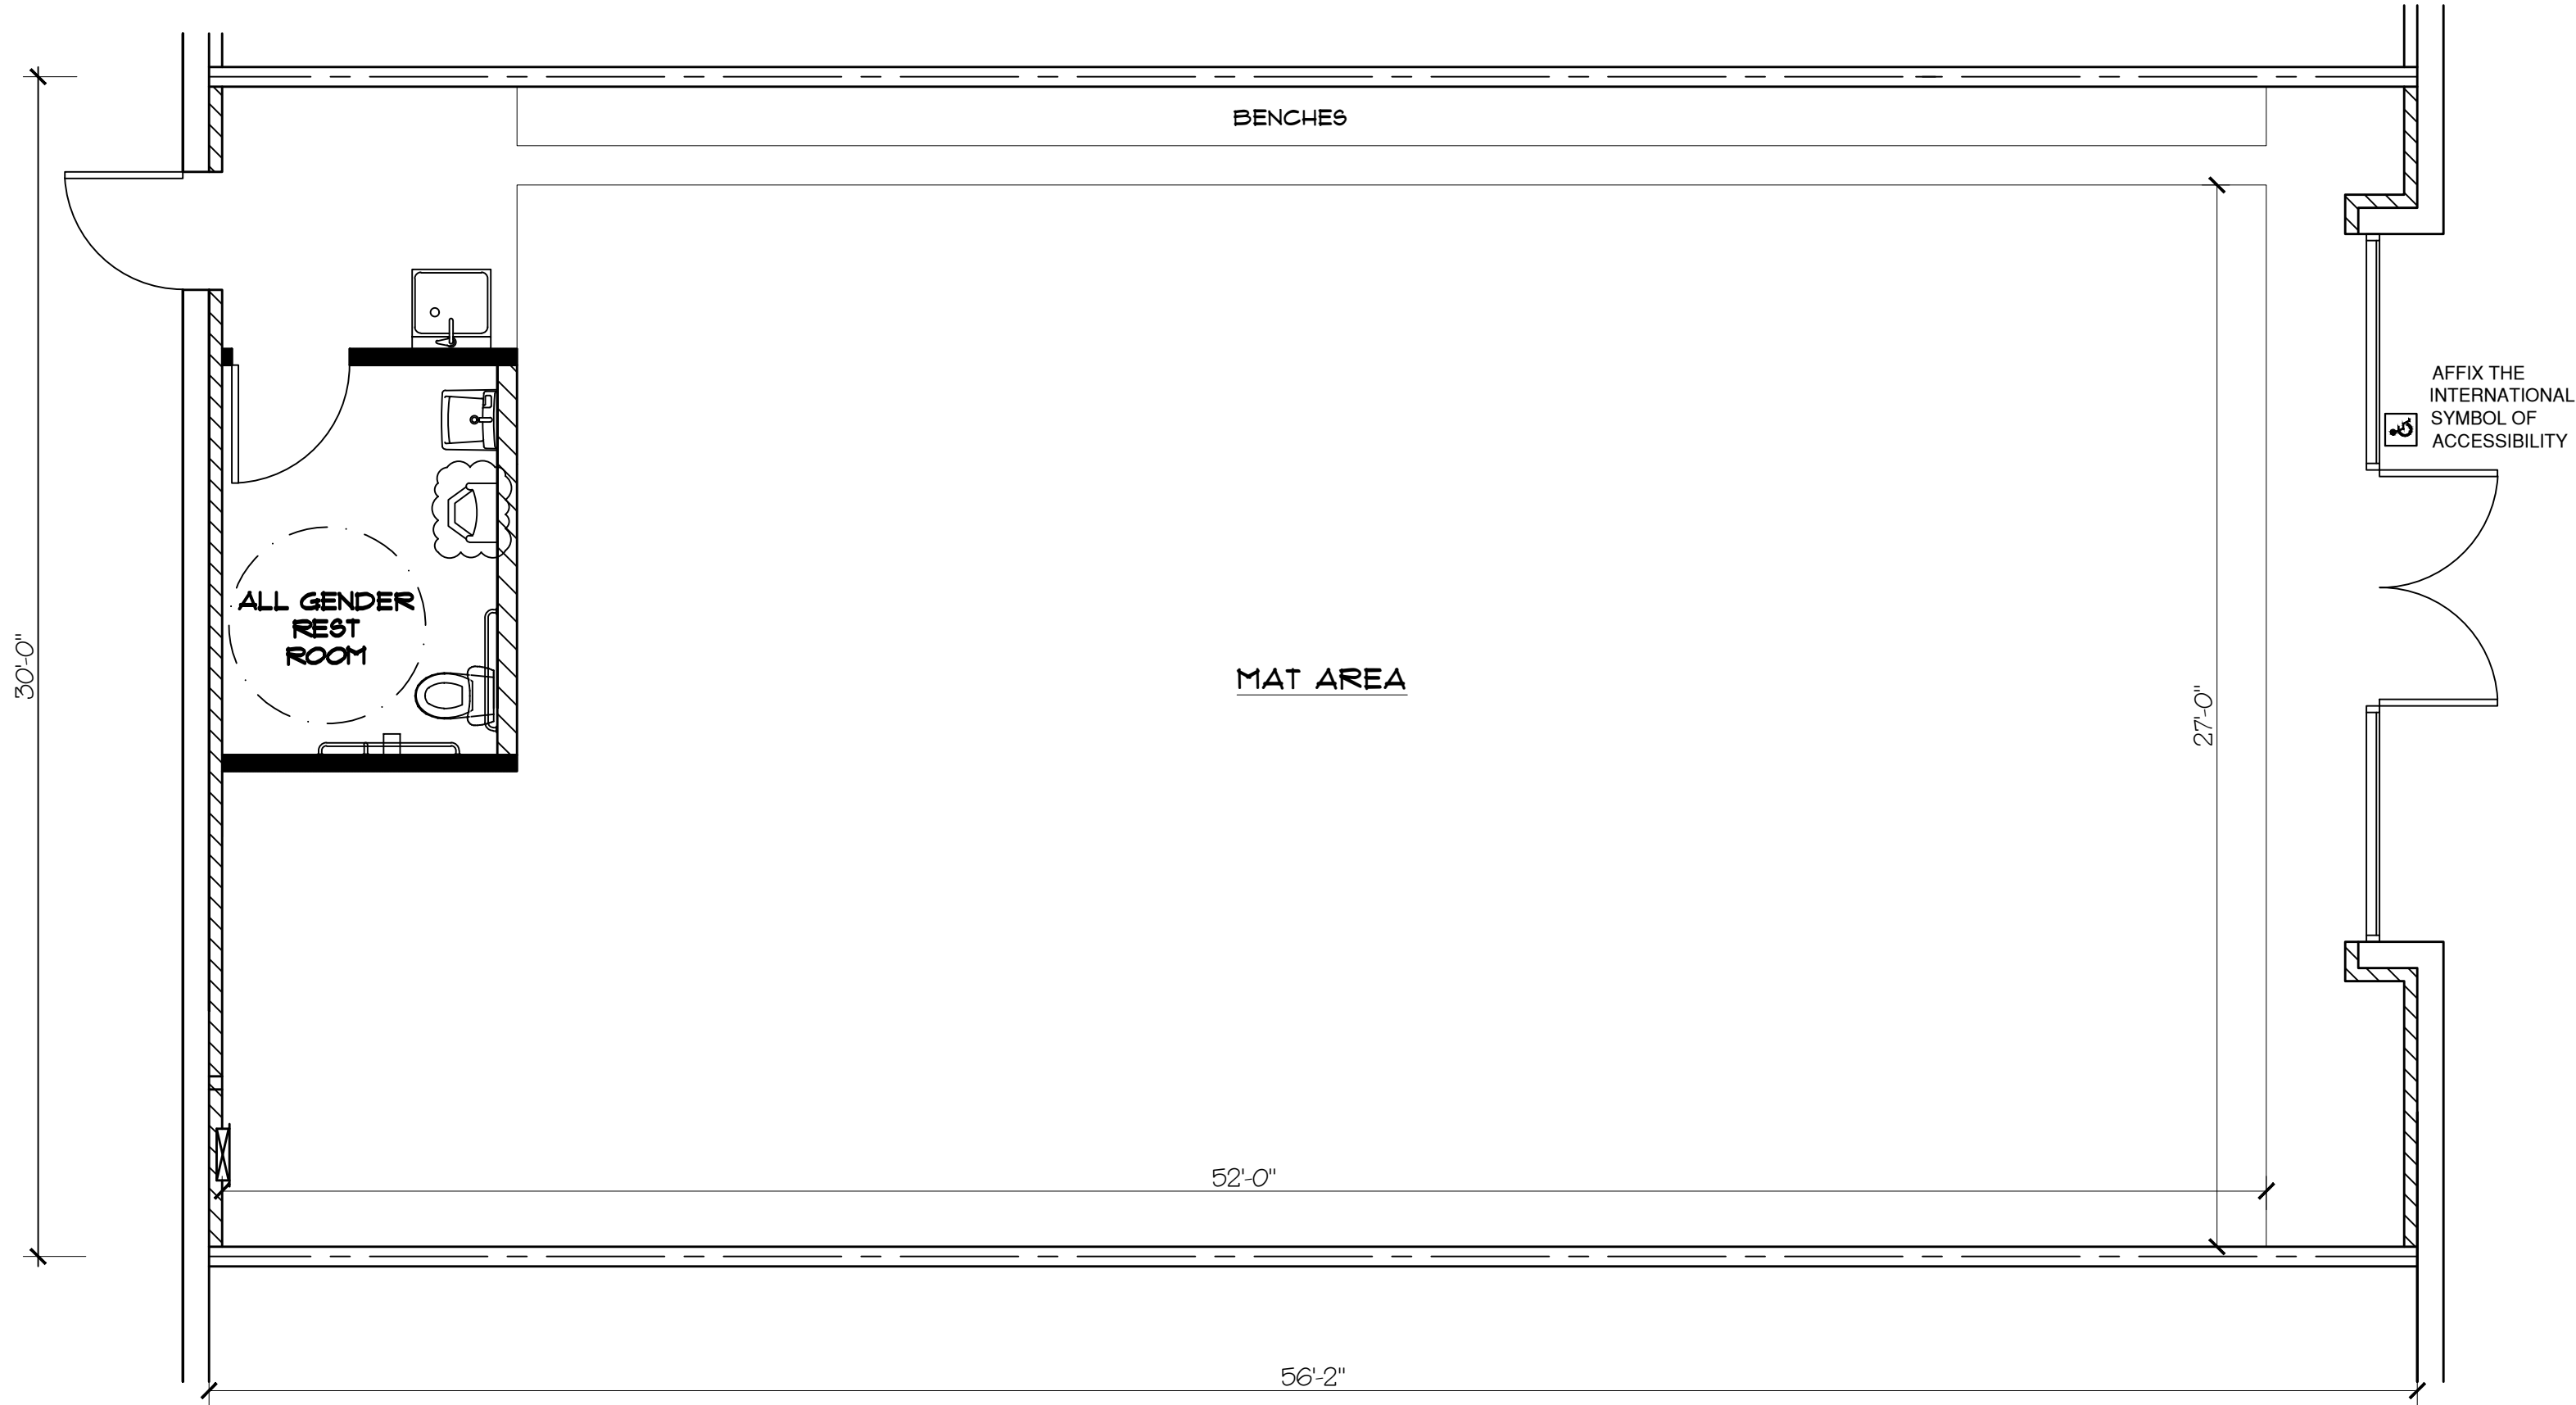 BENCHES
AFFIX THE
INTERNATIONAL
SYMBOL OF
ACCESSIBILITY
ALL GENDER
REST
ROOM
30'-0"
MAT AREA
27'-0"
52'-0"
56'-2"